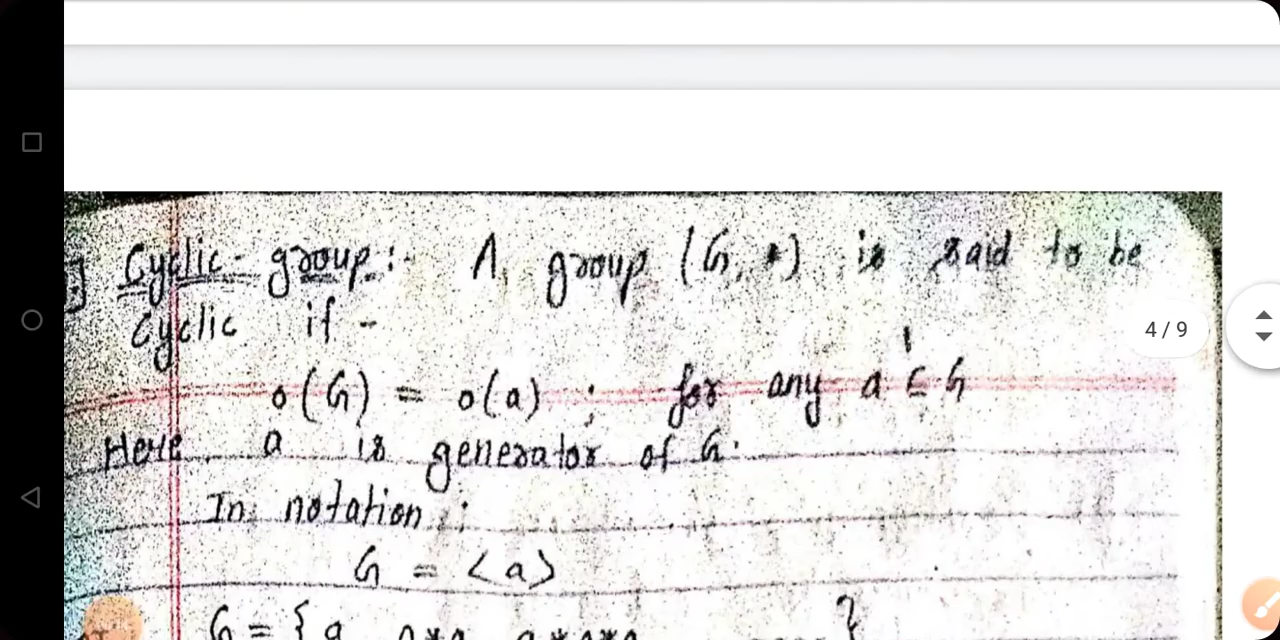 Cyclic - group :- A group (G, *) is said to be
cyclic if -
4 / 9
o(G) = o(a) ; for any a ∈ G
Here a is generator of G.
In notation ;
G = <a>
G = { a, a*a, a*a*a, }